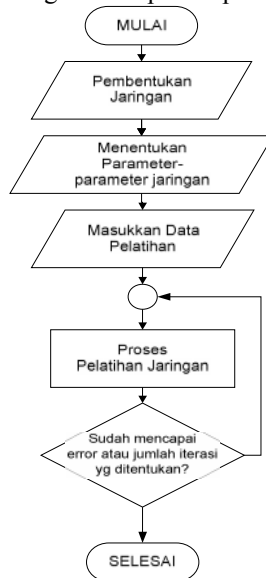 MULAI
Pembentukan
Jaringan
Menentukan
Parameter-
parameter jaringan
Masukkan Data
Pelatihan
Proses
Pelatihan Jaringan
Sudah mencapai
error atau jumlah iterasi
yg ditentukan?
SELESAI